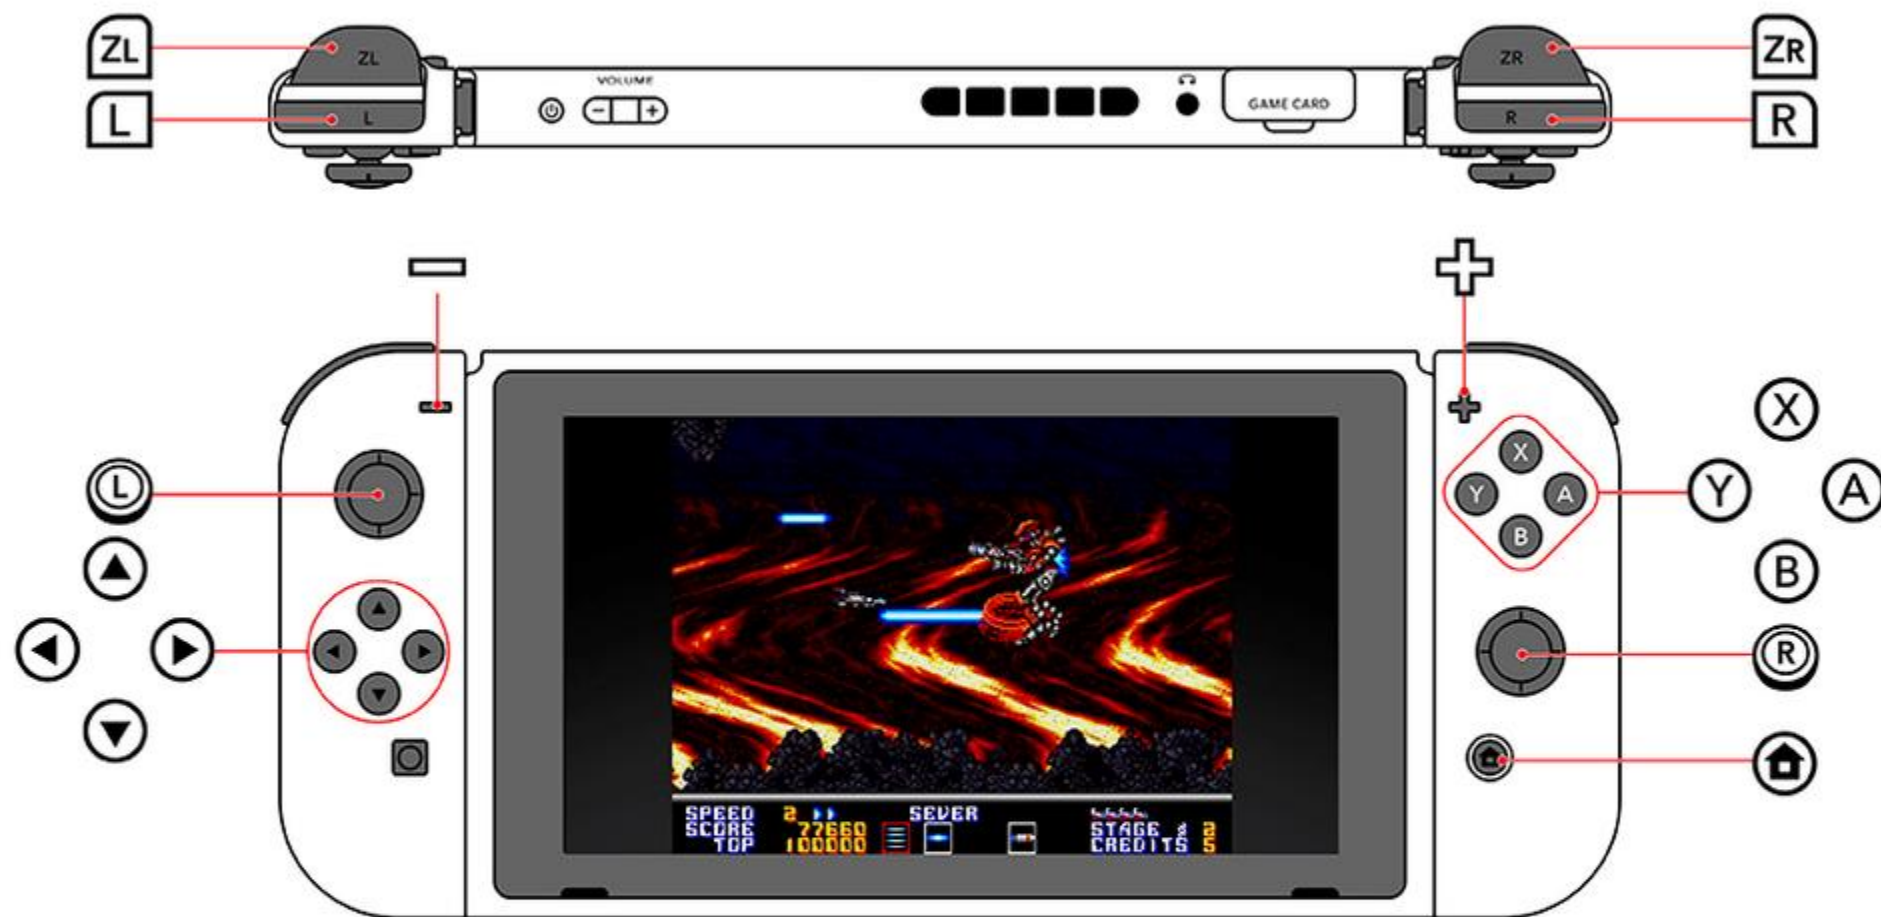 ZL
ZL
L
L
VOLUME
GAME CARD
ZR
ZR
R
R
L
X
Y
A
B
X
Y
A
B
R
SPEED 2 SEVER
SCORE 77660 STAGE 2
TOP 100000 CREDITS 5